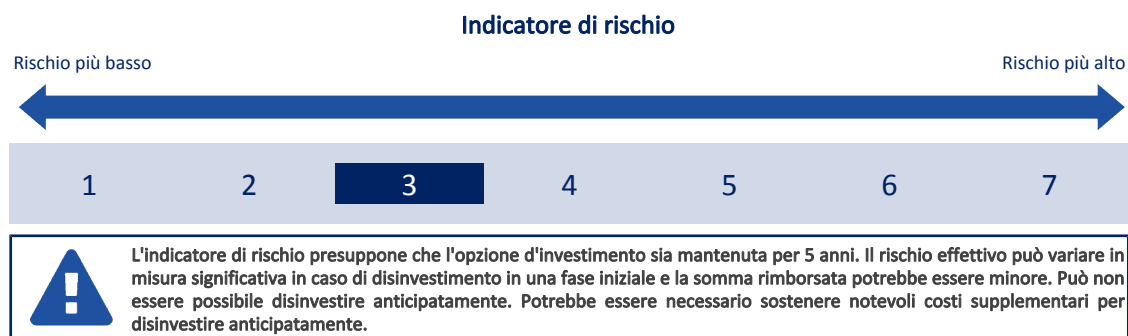 Indicatore di rischio
Rischio più basso
Rischio più alto
1 2 3 4 5 6 7
L'indicatore di rischio presuppone che l'opzione d'investimento sia mantenuta per 5 anni. Il rischio effettivo può variare in
misura significativa in caso di disinvestimento in una fase iniziale e la somma rimborsata potrebbe essere minore. Può non
essere possibile disinvestire anticipatamente. Potrebbe essere necessario sostenere notevoli costi supplementari per
disinvestire anticipatamente.